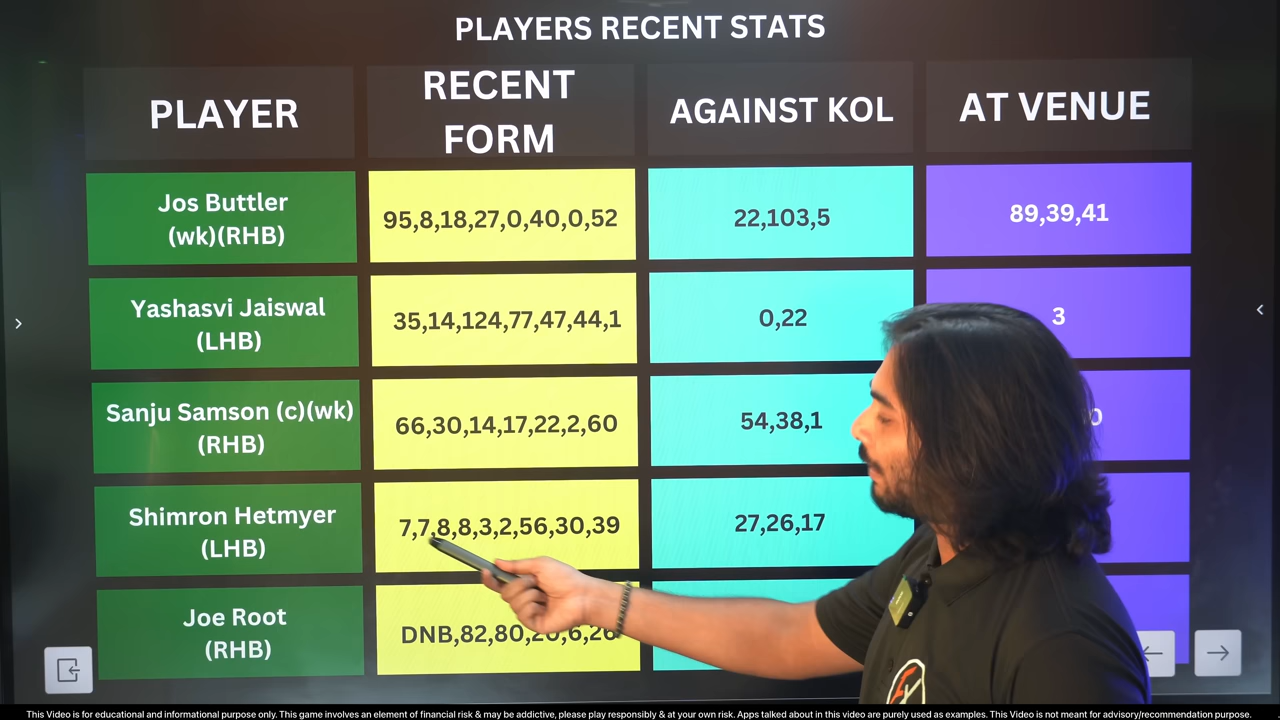 PLAYERS RECENT STATS
PLAYER
RECENT
FORM
AGAINST KOL
AT VENUE
Jos Buttler
(wk)(RHB)
95,8,18,27,0,40,0,52
22,103,5
89,39,41
Yashasvi Jaiswal
(LHB)
35,14,124,77,47,44,1
0,22
3
Sanju Samson (c)(wk)
(RHB)
66,30,14,17,22,2,60
54,38,1
Shimron Hetmyer
(LHB)
7,7,8,8,3,2,56,30,39
27,26,17
Joe Root
(RHB)
DNB,82,80,20,6,26
This Video is for educational and informational purpose only. This game involves an element of financial risk & may be addictive, please play responsibly & at your own risk. Apps talked about in this video are purely used as examples. This Video is not meant for advisory/recommendation purpose.